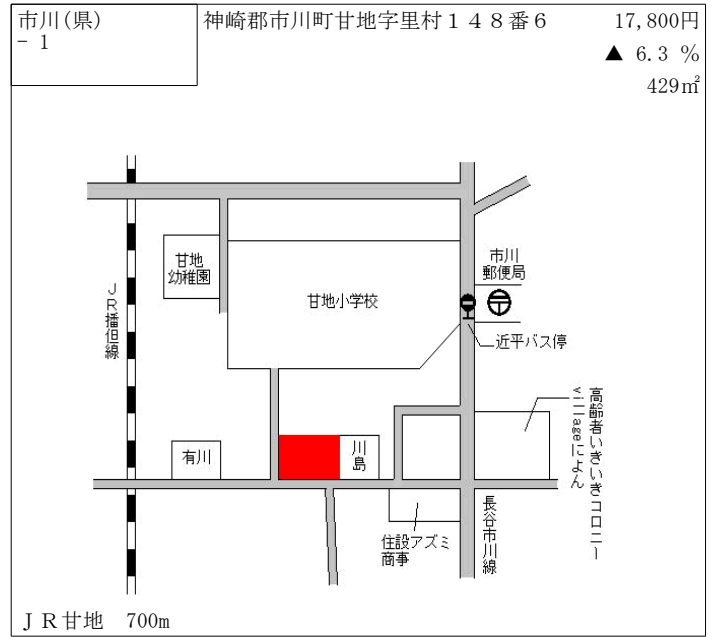 市川(県)
- 1
神崎郡市川町甘地字里村１４８番６
17,800円
▲ 6.3 %
429㎡
甘地
幼稚園
ＪＲ播但線
甘地小学校
市川
郵便局
近平バス停
高齢者いきいきコロニー
villageによん
有川
川島
長谷市川線
住設アズミ
商事
ＪＲ甘地　700m